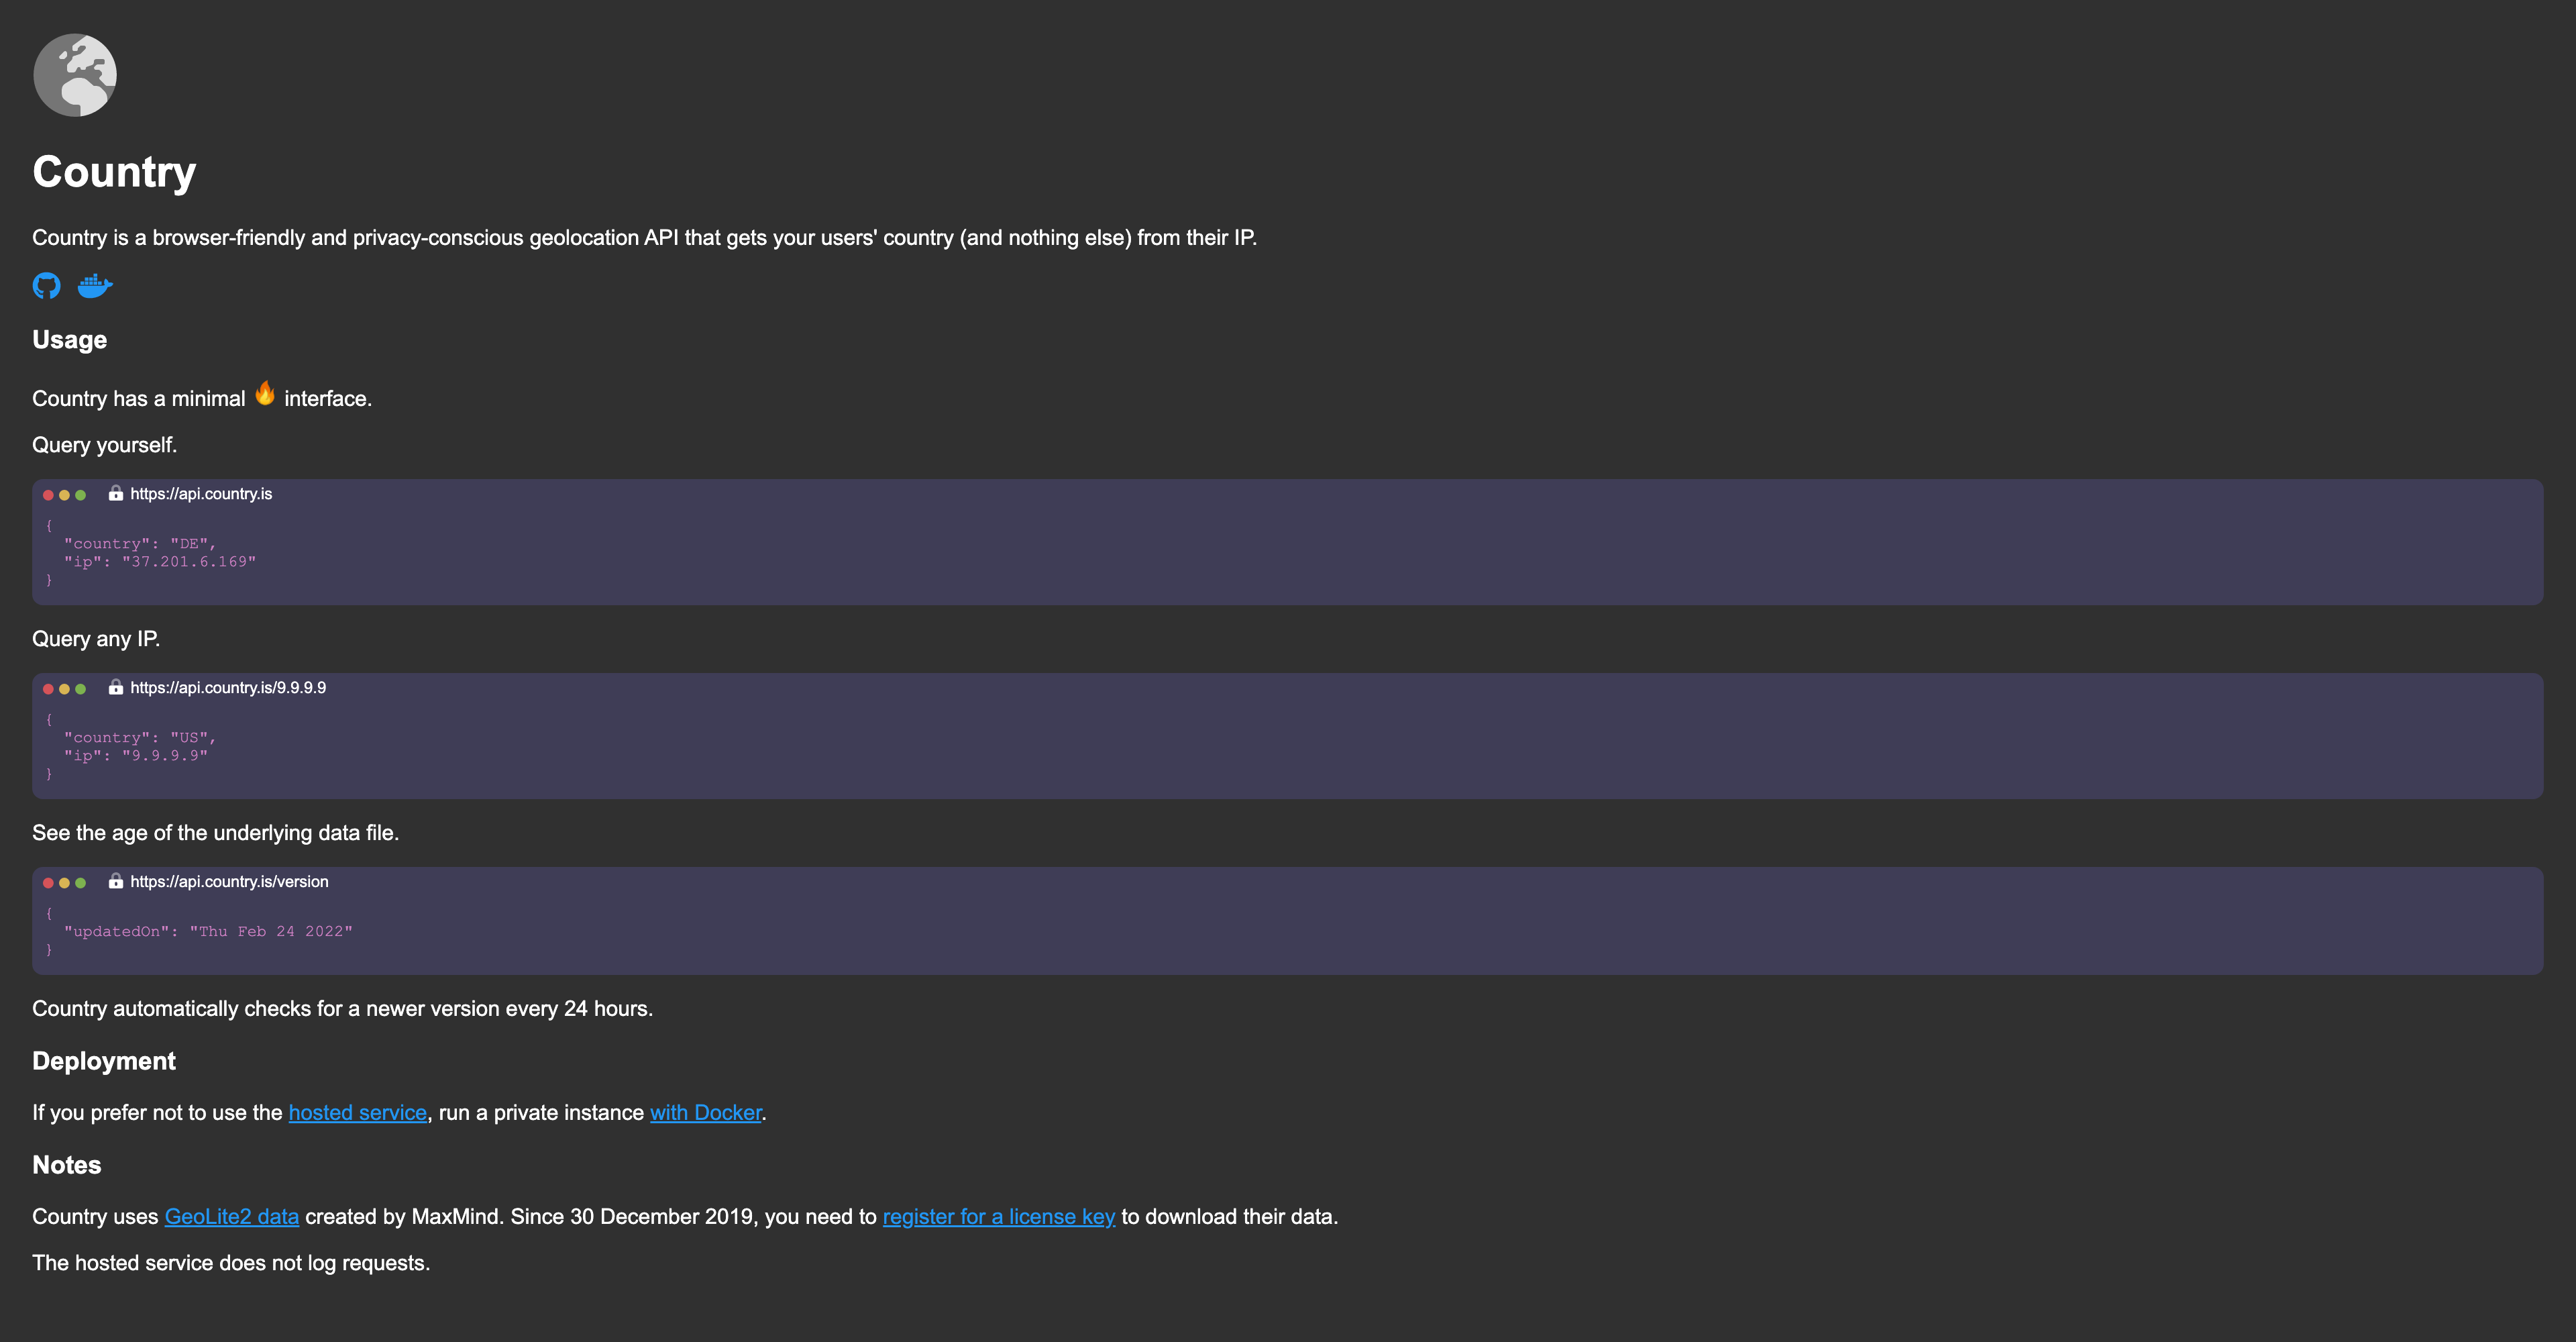 Country
Country is a browser-friendly and privacy-conscious geolocation API that gets your users' country (and nothing else) from their IP.
Usage
Country has a minimal 🔥 interface.
Query yourself.
https://api.country.is
{
  "country": "DE",
  "ip": "37.201.6.169"
}
Query any IP.
https://api.country.is/9.9.9.9
{
  "country": "US",
  "ip": "9.9.9.9"
}
See the age of the underlying data file.
https://api.country.is/version
{
  "updatedOn": "Thu Feb 24 2022"
}
Country automatically checks for a newer version every 24 hours.
Deployment
If you prefer not to use the hosted service, run a private instance with Docker.
Notes
Country uses GeoLite2 data created by MaxMind. Since 30 December 2019, you need to register for a license key to download their data.
The hosted service does not log requests.